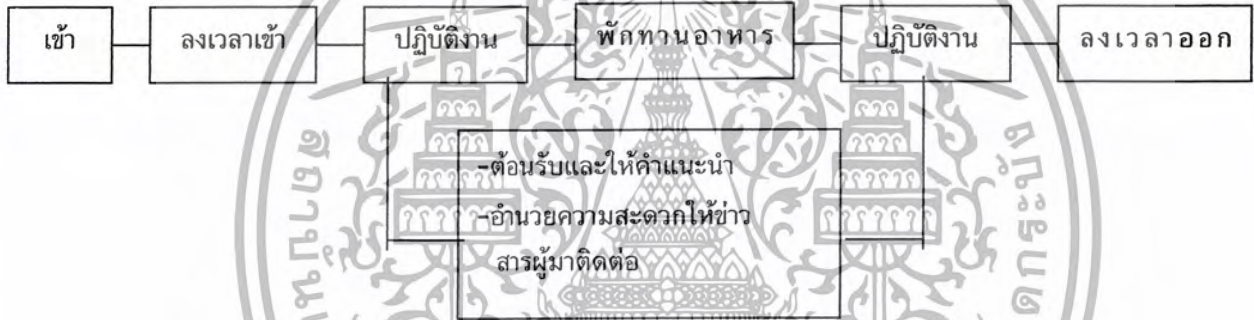 เข้า ลงเวลาเข้า ปฏิบัติงาน พักทานอาหาร ปฏิบัติงาน ลงเวลาออก
-ต้อนรับและให้คำแนะนำ
-อำนวยความสะดวกให้ข่าว
สารผู้มาติดต่อ